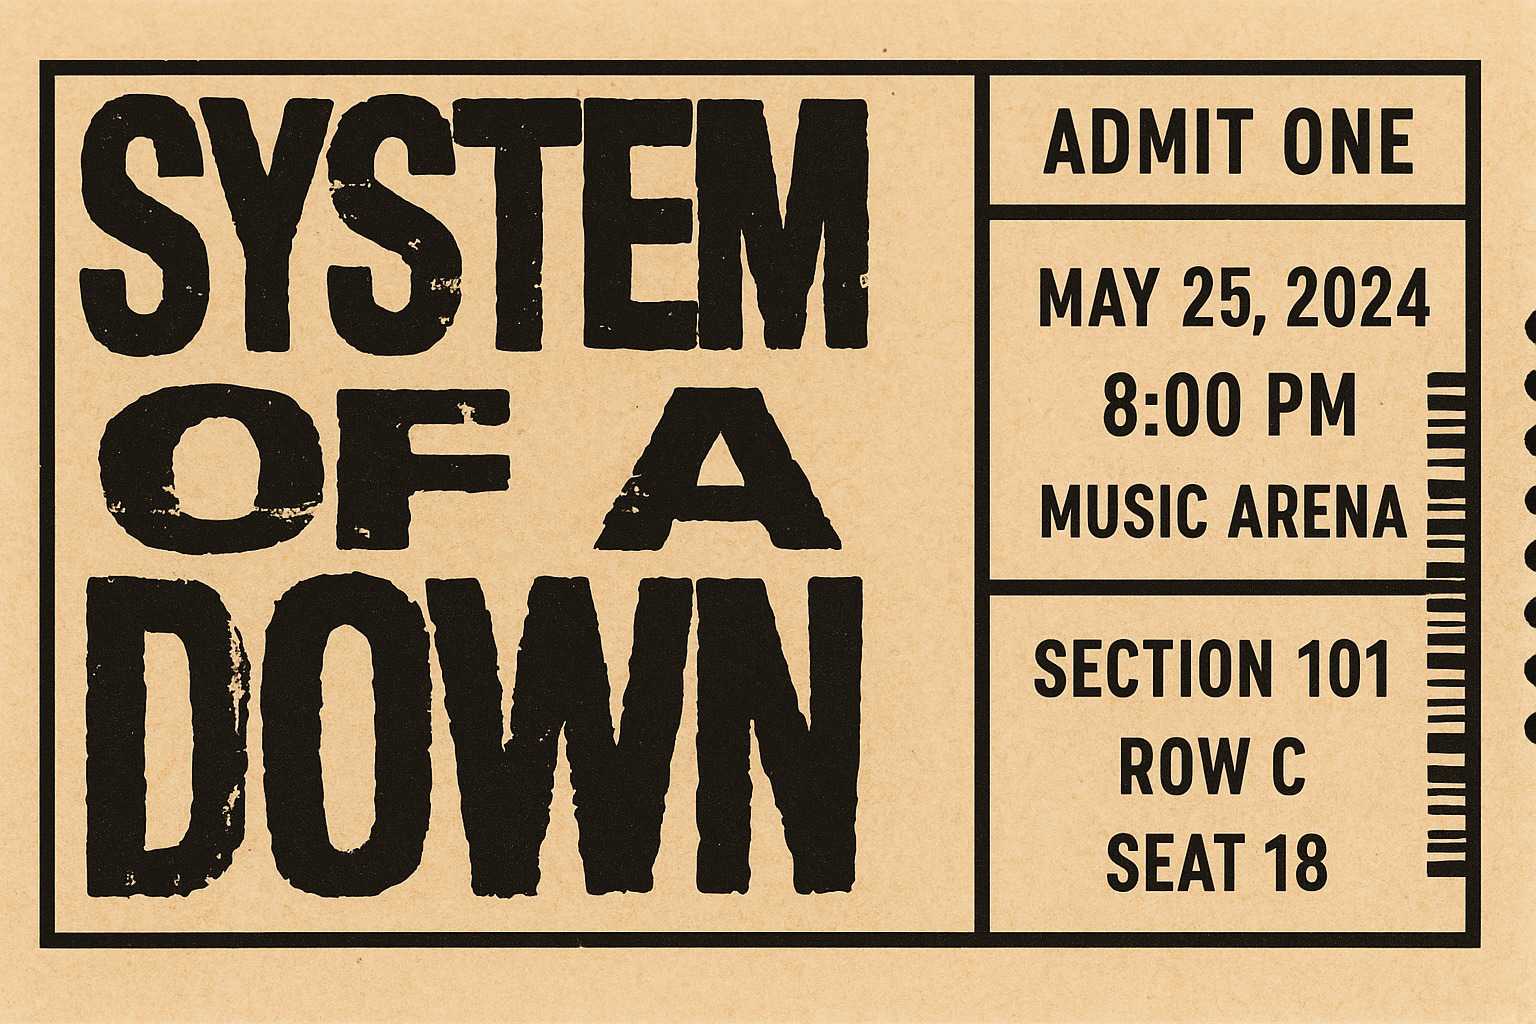 SYSTEM
OF A
DOWN
ADMIT ONE
MAY 25, 2024
8:00 PM
MUSIC ARENA
SECTION 101
ROW C
SEAT 18